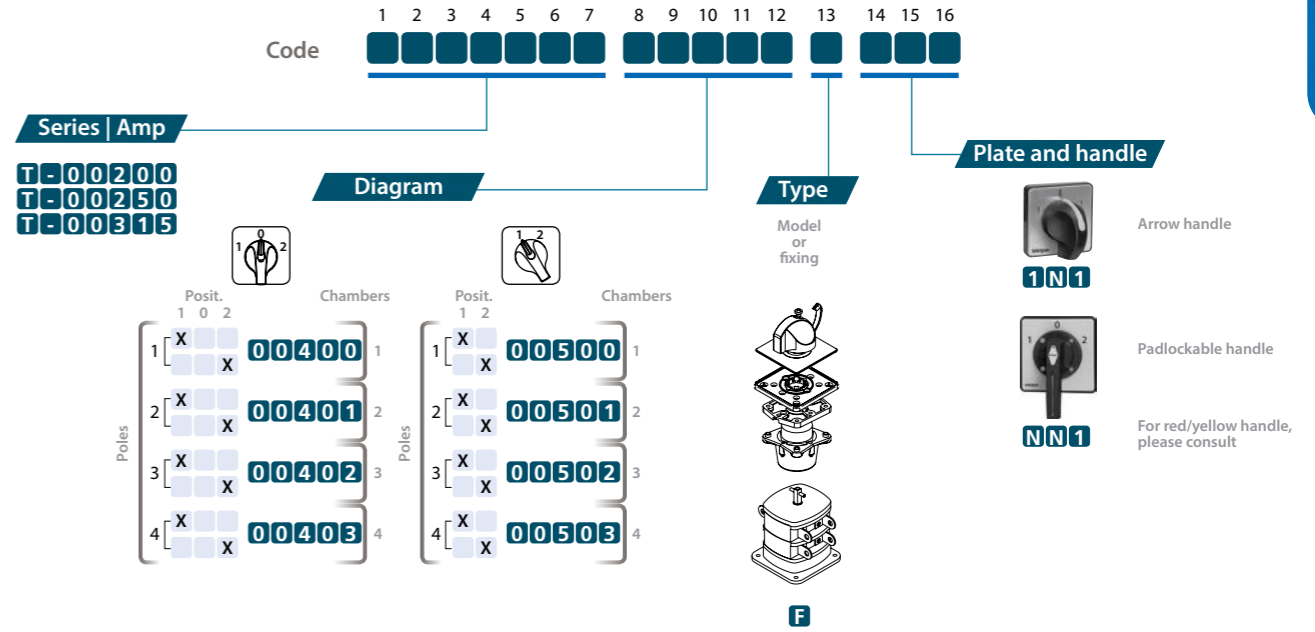 1 2 3 4 5 6 7 8 9 10 11 12 13 14 15 16
Code
Series | Amp
T-00200
T-00250
T-00315
Diagram
Type
Model
or
fixing
Plate and handle
Arrow handle
1N1
Padlockable handle
0
1 2
For red/yellow handle,
please consult
NN1
0
1 2
Posit.
1 0 2
Chambers
Poles
1 X
X
00400 1
2 X
X
00401 2
3 X
X
00402 3
4 X
X
00403 4
1 2
Posit.
1 2
Chambers
Poles
1 X
X
00500 1
2 X
X
00501 2
3 X
X
00502 3
4 X
X
00503 4
F